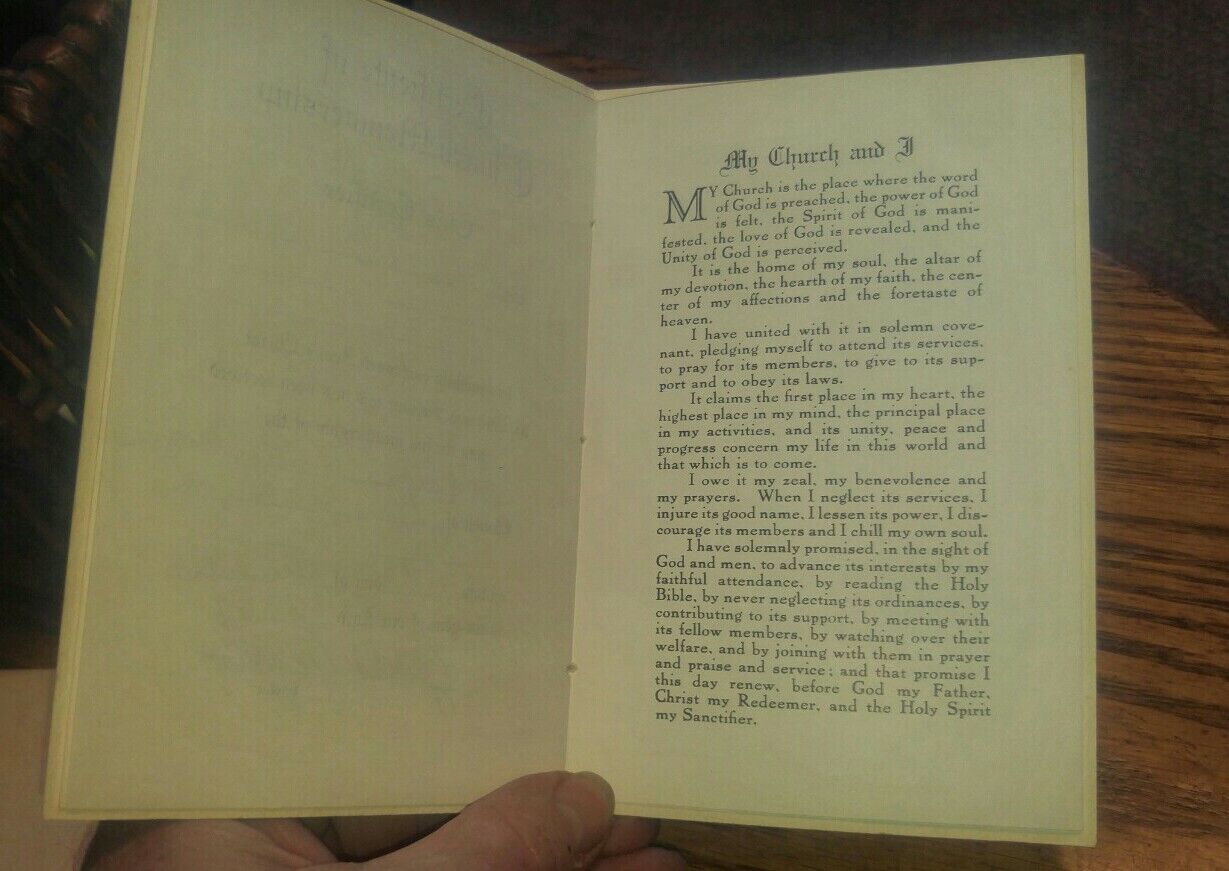 My Church and I
MY Church is the place where the word
of God is preached, the power of God
is felt, the Spirit of God is mani-
fested, the love of God is revealed, and the
Unity of God is perceived.
It is the home of my soul, the altar of
my devotion, the hearth of my faith, the cen-
ter of my affections and the foretaste of
heaven.
I have united with it in solemn cove-
nant, pledging myself to attend its services,
to pray for its members, to give to its sup-
port and to obey its laws.
It claims the first place in my heart, the
highest place in my mind, the principal place
in my activities, and its unity, peace and
progress concern my life in this world and
that which is to come.
I owe it my zeal, my benevolence and
my prayers. When I neglect its services, I
injure its good name, I lessen its power, I dis-
courage its members and I chill my own soul.
I have solemnly promised, in the sight of
God and men, to advance its interests by my
faithful attendance, by reading the Holy
Bible, by never neglecting its ordinances, by
contributing to its support, by meeting with
its fellow members, by watching over their
welfare, and by joining with them in prayer
and praise and service; and that promise I
this day renew, before God my Father,
Christ my Redeemer, and the Holy Spirit
my Sanctifier.